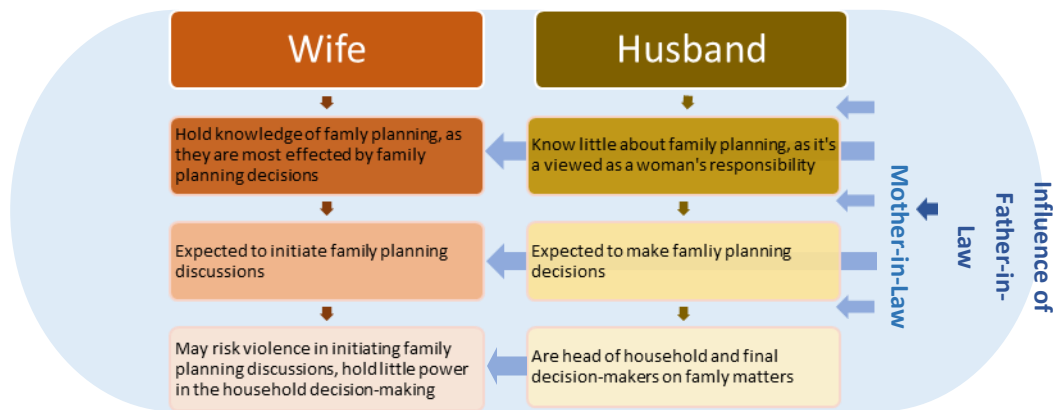 Wife
Husband
Hold knowledge of famly planning, as
they are most effected by family
planning decisions
Know little about family planning, as it's
a viewed as a woman's responsibility
Expected to initiate family planning
discussions
Expected to make famliy planning
decisions
May risk violence in initiating family
planning discussions, hold little power
in the household decision-making
Are head of household and final
decision-makers on famly matters
Mother-in-Law
Influence of
Father-in-
Law